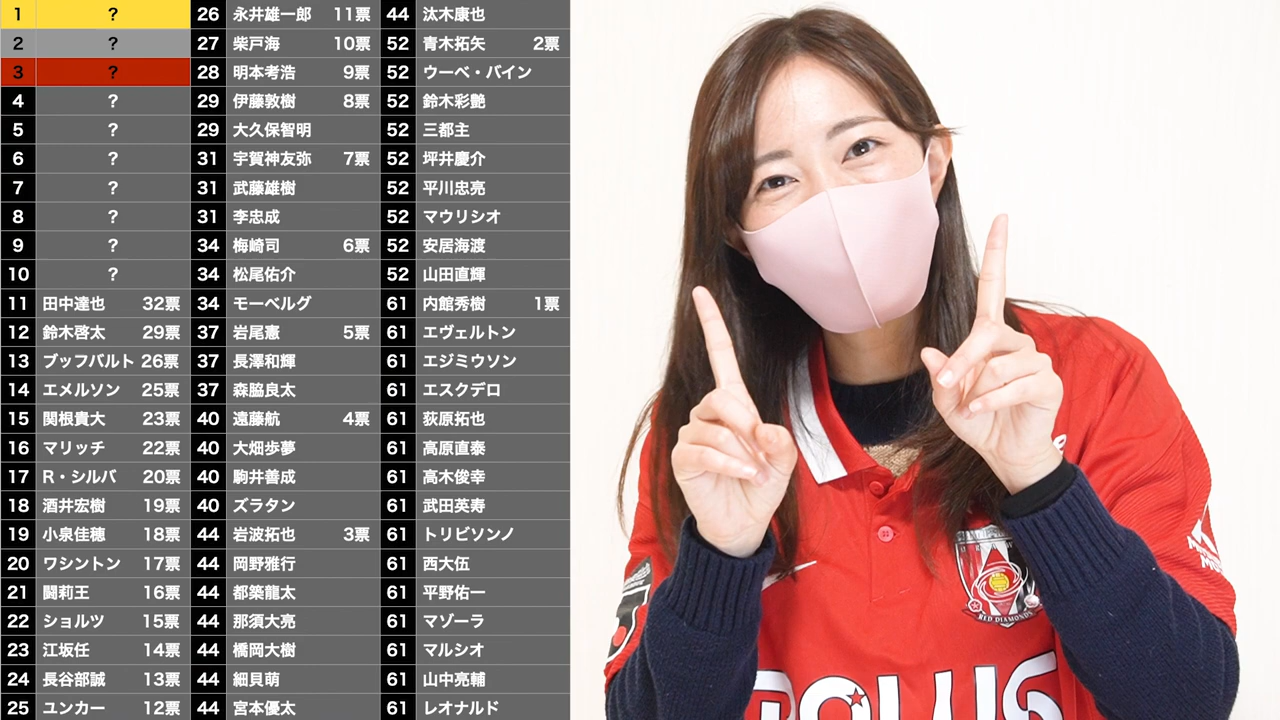 1 ?
2 ?
3 ?
4 ?
5 ?
6 ?
7 ?
8 ?
9 ?
10 ?
11 田中達也 32票
12 鈴木啓太 29票
13 ブッフバルト 26票
14 エメルソン 25票
15 関根貴大 23票
16 マリッチ 22票
17 R・シルバ 20票
18 酒井宏樹 19票
19 小泉佳穂 18票
20 ワシントン 17票
21 闘莉王 16票
22 ショルツ 15票
23 江坂任 14票
24 長谷部誠 13票
25 ユンカー 12票
26 永井雄一郎 11票
27 柴戸海 10票
28 明本考浩 9票
29 伊藤敦樹 8票
29 大久保智明
31 宇賀神友弥 7票
31 武藤雄樹
31 李忠成
34 梅崎司 6票
34 松尾佑介
34 モーベルグ
37 岩尾憲 5票
37 長澤和輝
37 森脇良太
40 遠藤航 4票
40 大畑歩夢
40 駒井善成
40 ズラタン
44 岩波拓也 3票
44 岡野雅行
44 都築龍太
44 那須大亮
44 橋岡大樹
44 細貝萌
44 宮本優太
44 汰木康也
52 青木拓矢 2票
52 ウーベ・バイン
52 鈴木彩艶
52 三都主
52 坪井慶介
52 平川忠亮
52 マウリシオ
52 安居海渡
52 山田直輝
61 内舘秀樹 1票
61 エヴェルトン
61 エジミウソン
61 エスクデロ
61 荻原拓也
61 高原直泰
61 高木俊幸
61 武田英寿
61 トリビソンノ
61 西大伍
61 平野佑一
61 マゾーラ
61 マルシオ
61 山中亮輔
61 レオナルド
RED DIAMONDS
POLUS